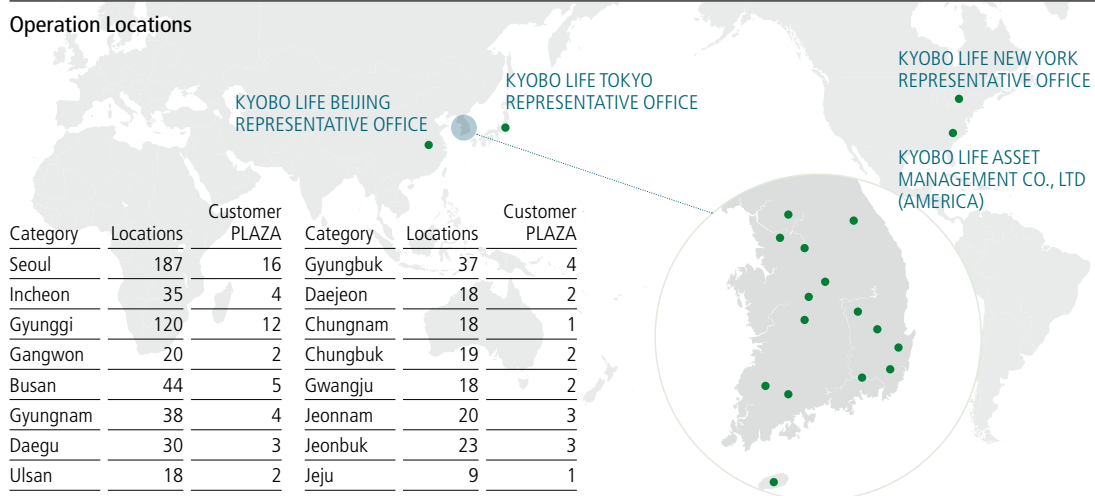 Operation Locations
KYOBO LIFE BEIJING
REPRESENTATIVE OFFICE
KYOBO LIFE TOKYO
REPRESENTATIVE OFFICE
KYOBO LIFE NEW YORK
REPRESENTATIVE OFFICE
KYOBO LIFE ASSET
MANAGEMENT CO., LTD
(AMERICA)
Category Locations Customer PLAZA
Seoul 187 16
Incheon 35 4
Gyunggi 120 12
Gangwon 20 2
Busan 44 5
Gyungnam 38 4
Daegu 30 3
Ulsan 18 2
Category Locations Customer PLAZA
Gyungbuk 37 4
Daejeon 18 2
Chungnam 18 1
Chungbuk 19 2
Gwangju 18 2
Jeonnam 20 3
Jeonbuk 23 3
Jeju 9 1